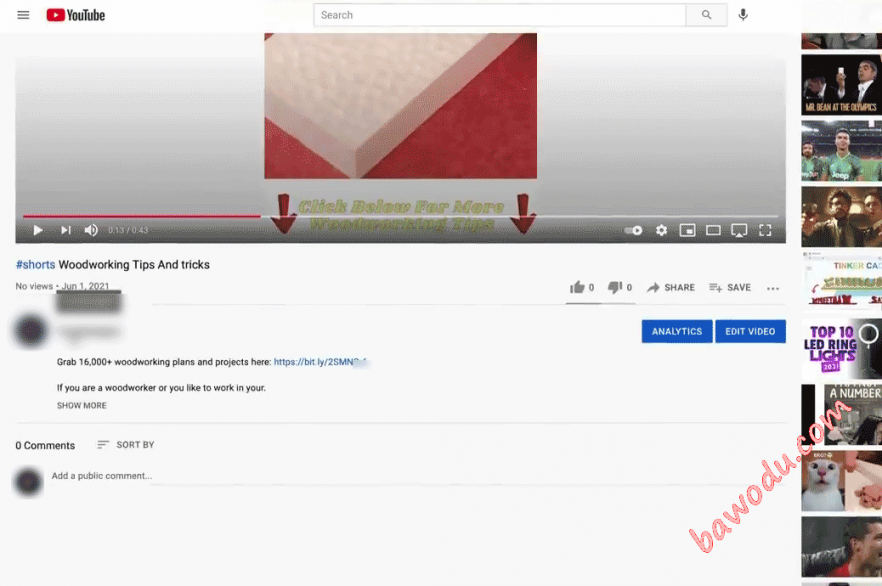 YouTube
Search
Click Below For More
Woodworking Tips
0:13 / 0:43
#shorts Woodworking Tips And tricks
No views • Jun 1, 2021
0
0
SHARE
SAVE
ANALYTICS
EDIT VIDEO
Grab 16,000+ woodworking plans and projects here: https://bit.ly/2SMN
If you are a woodworker or you like to work in your.
SHOW MORE
0 Comments
SORT BY
Add a public comment...
MR. BEAN AT THE OLYMPICS
Jeep
TINKER CAD
TOP 10
LED RING
LIGHTS
2021
A NUMBER
BRO?
bawodu.com